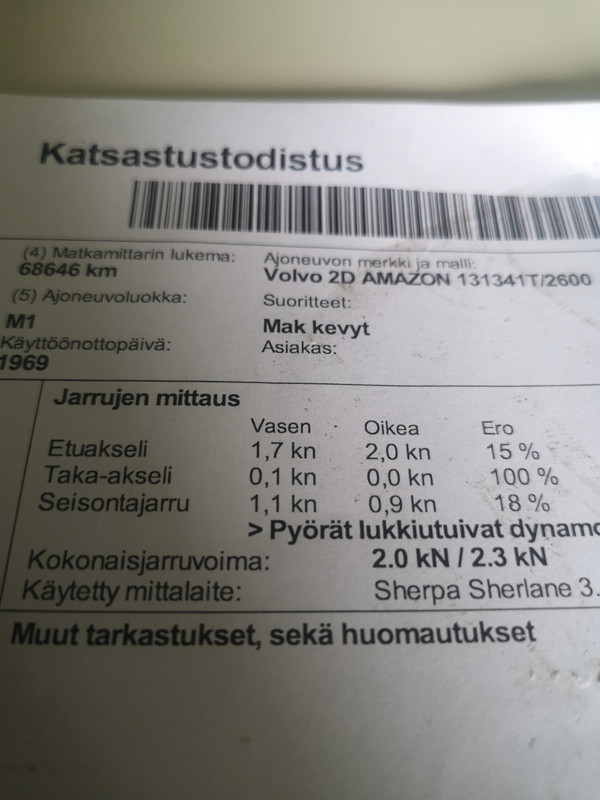 Katsastustodistus
(4) Matkamittarin lukema:
68646 km
Ajoneuvon merkki ja malli:
Volvo 2D AMAZON 131341T/2600
(5) Ajoneuvoluokka:
M1
Suoritteet:
Mak kevyt
Käyttöönottopäivä:
1969
Asiakas:
Jarrujen mittaus
Vasen Oikea Ero
Etuakseli 1,7 kn 2,0 kn 15 %
Taka-akseli 0,1 kn 0,0 kn 100 %
Seisontajarru 1,1 kn 0,9 kn 18 %
> Pyörät lukkiutuivat dynamo
Kokonaisjarruvoima: 2.0 kN / 2.3 kN
Käytetty mittalaite: Sherpa Sherlane 3.
Muut tarkastukset, sekä huomautukset